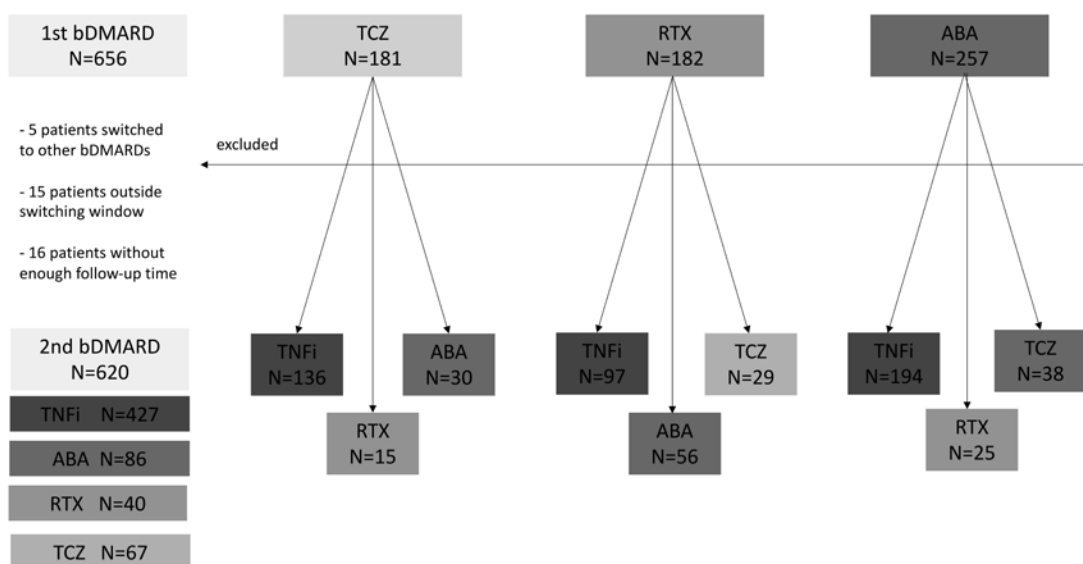 1st bDMARD
N=656
TCZ
N=181
RTX
N=182
ABA
N=257
- 5 patients switched
to other bDMARDs
excluded
- 15 patients outside
switching window
- 16 patients without
enough follow-up time
2nd bDMARD
N=620
TNFi
N=136
ABA
N=30
TNFi
N=97
TCZ
N=29
TNFi
N=194
TCZ
N=38
RTX
N=15
ABA
N=56
RTX
N=25
TNFi N=427
ABA N=86
RTX N=40
TCZ N=67